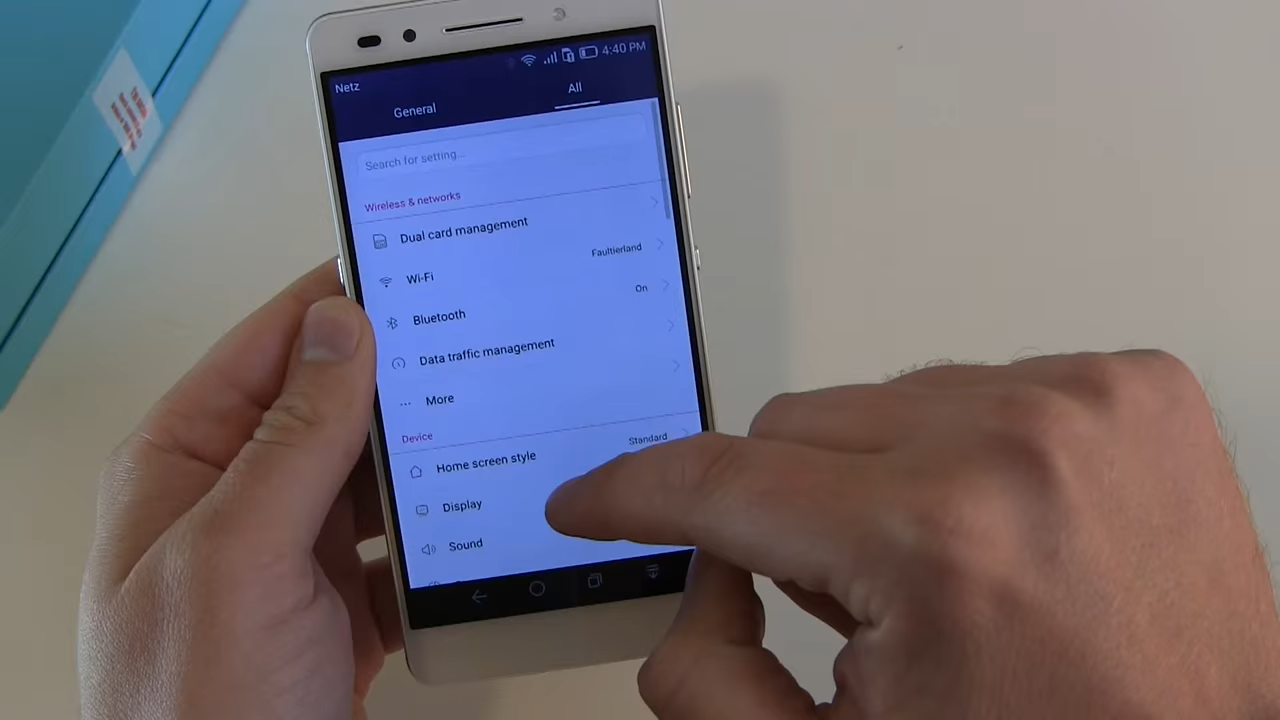 4:40 PM
Netz
General
All
Search for setting...
Wireless & networks
Dual card management
Wi-Fi
Faultierland
Bluetooth
On
Data traffic management
More
Device
Home screen style
Standard
Display
Sound